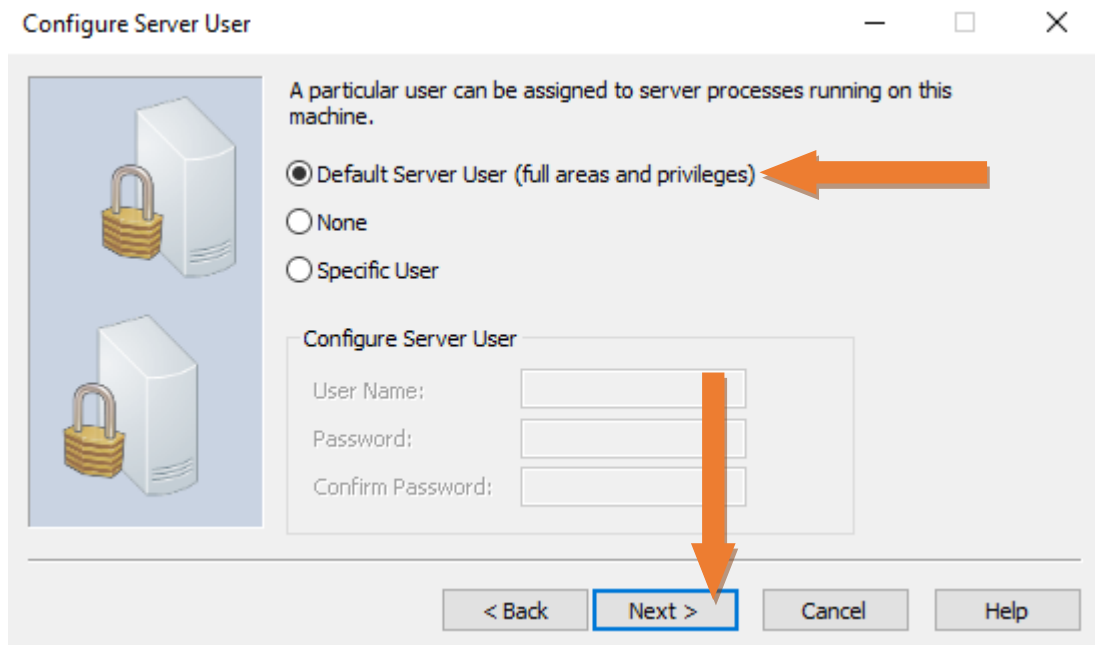 Configure Server User
A particular user can be assigned to server processes running on this
machine.
Default Server User (full areas and privileges)
None
Specific User
Configure Server User
User Name:
Password:
Confirm Password:
< Back Next > Cancel Help